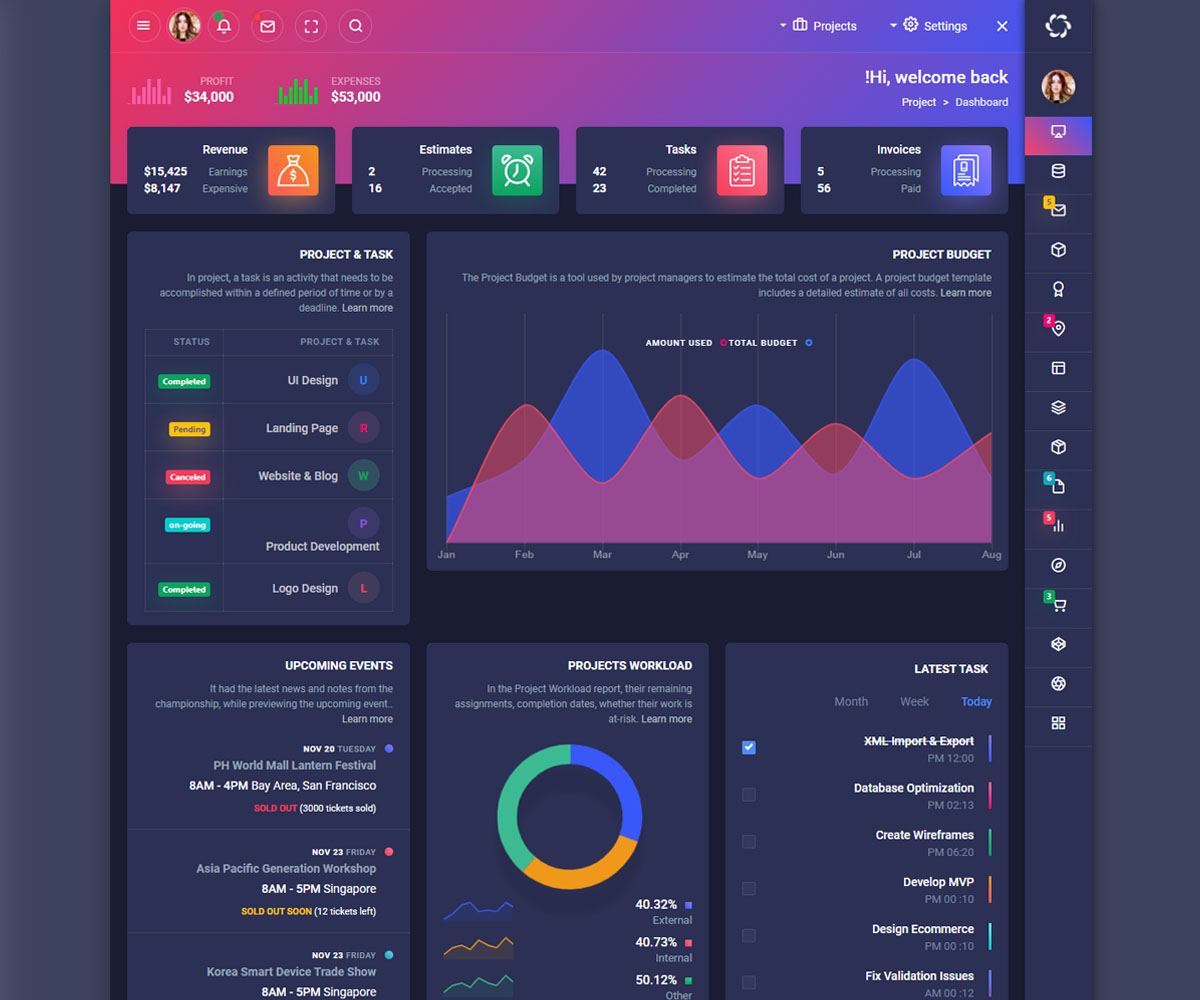 Projects
Settings
PROFIT
$34,000
EXPENSES
$53,000
!Hi, welcome back
Project > Dashboard
Revenue
$15,425 Earnings
$8,147 Expensive
Estimates
2 Processing
16 Accepted
Tasks
42 Processing
23 Completed
Invoices
5 Processing
56 Paid
5
2
6
5
3
PROJECT & TASK
In project, a task is an activity that needs to be
accomplished within a defined period of time or by a
deadline. Learn more
STATUS PROJECT & TASK
Completed UI Design U
Pending Landing Page R
Canceled Website & Blog W
on-going P
Product Development
Completed Logo Design L
PROJECT BUDGET
The Project Budget is a tool used by project managers to estimate the total cost of a project. A project budget template
includes a detailed estimate of all costs. Learn more
AMOUNT USED TOTAL BUDGET
Jan Feb Mar Apr May Jun Jul Aug
UPCOMING EVENTS
It had the latest news and notes from the
championship, while previewing the upcoming event..
Learn more
NOV 20 TUESDAY
PH World Mall Lantern Festival
8AM - 4PM Bay Area, San Francisco
SOLD OUT (3000 tickets sold)
NOV 23 FRIDAY
Asia Pacific Generation Workshop
8AM - 5PM Singapore
SOLD OUT SOON (12 tickets left)
NOV 23 FRIDAY
Korea Smart Device Trade Show
8AM - 5PM Singapore
PROJECTS WORKLOAD
In the Project Workload report, their remaining
assignments, completion dates, whether their work is
at-risk. Learn more
40.32%
External
40.73%
Internal
50.12%
Other
LATEST TASK
Month Week Today
XML Import & Export
PM 12:00
Database Optimization
PM 02:13
Create Wireframes
PM 06:20
Develop MVP
PM 00 :10
Design Ecommerce
PM 00 :10
Fix Validation Issues
AM 00 :12